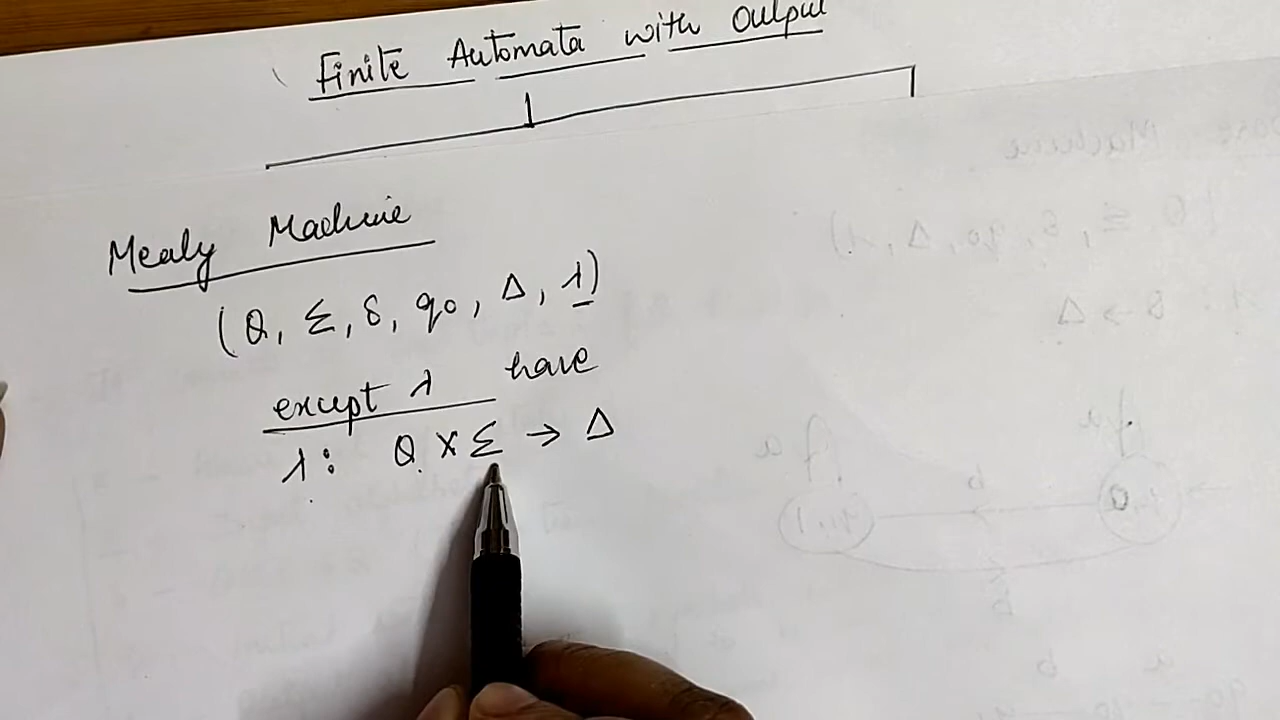 Finite Automata with Output
Mealy Machine
(Q, Σ, δ, q0, Δ, λ)
except λ have
λ: Q X Σ → Δ